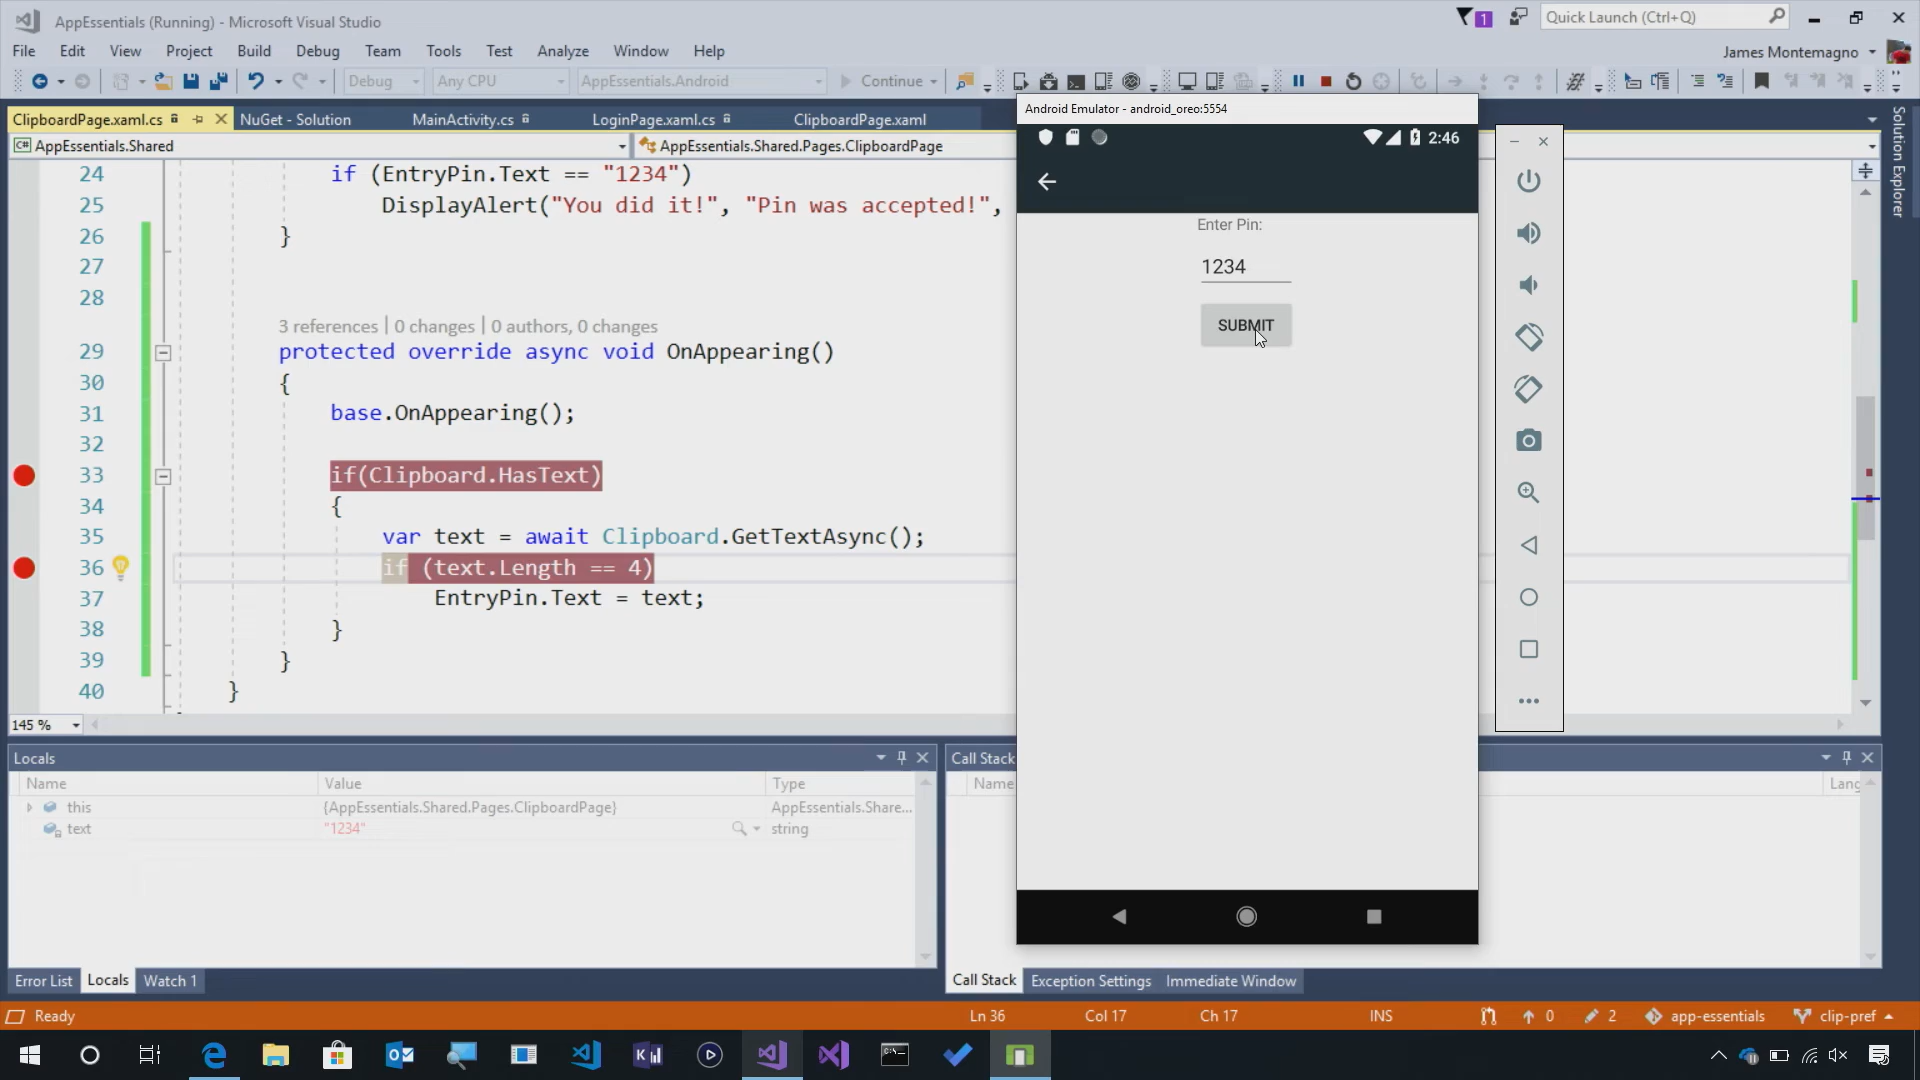 AppEssentials (Running) - Microsoft Visual Studio
1
Quick Launch (Ctrl+Q)
File Edit View Project Build Debug Team Tools Test Analyze Window Help
James Montemagno
Debug Any CPU AppEssentials.Android Continue
Android Emulator - android_oreo:5554
ClipboardPage.xaml.cs NuGet - Solution MainActivity.cs LoginPage.xaml.cs ClipboardPage.xaml
Solution Explorer
C# AppEssentials.Shared AppEssentials.Shared.Pages.ClipboardPage
2:46
24 if (EntryPin.Text == "1234")
25 DisplayAlert("You did it!", "Pin was accepted!",
26 }
27
28
3 references | 0 changes | 0 authors, 0 changes
29 protected override async void OnAppearing()
30 {
31 base.OnAppearing();
32
33 if(Clipboard.HasText)
34 {
35 var text = await Clipboard.GetTextAsync();
36 if (text.Length == 4)
37 EntryPin.Text = text;
38 }
39 }
40 }
Enter Pin:
1234
SUBMIT
145 %
Locals
Name Value Type
this {AppEssentials.Shared.Pages.ClipboardPage} AppEssentials.Share...
text "1234" string
Error List Locals Watch 1
Call Stack
Name Lang
Call Stack Exception Settings Immediate Window
Ready Ln 36 Col 17 Ch 17 INS 0 2 app-essentials clip-pref